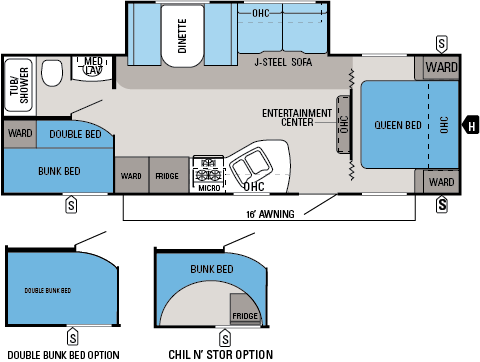 OHC
S
MED
LAV
DINETTE
J-STEEL SOFA
WARD
TUB/
SHOWER
ENTERTAINMENT
CENTER
OHC
QUEEN BED
OHC
H
WARD
DOUBLE BED
BUNK BED
WARD
FRIDGE
MICRO
OHC
WARD
S
S
16' AWNING
DOUBLE BUNK BED
BUNK BED
FRIDGE
S
S
DOUBLE BUNK BED OPTION
CHIL N' STOR OPTION